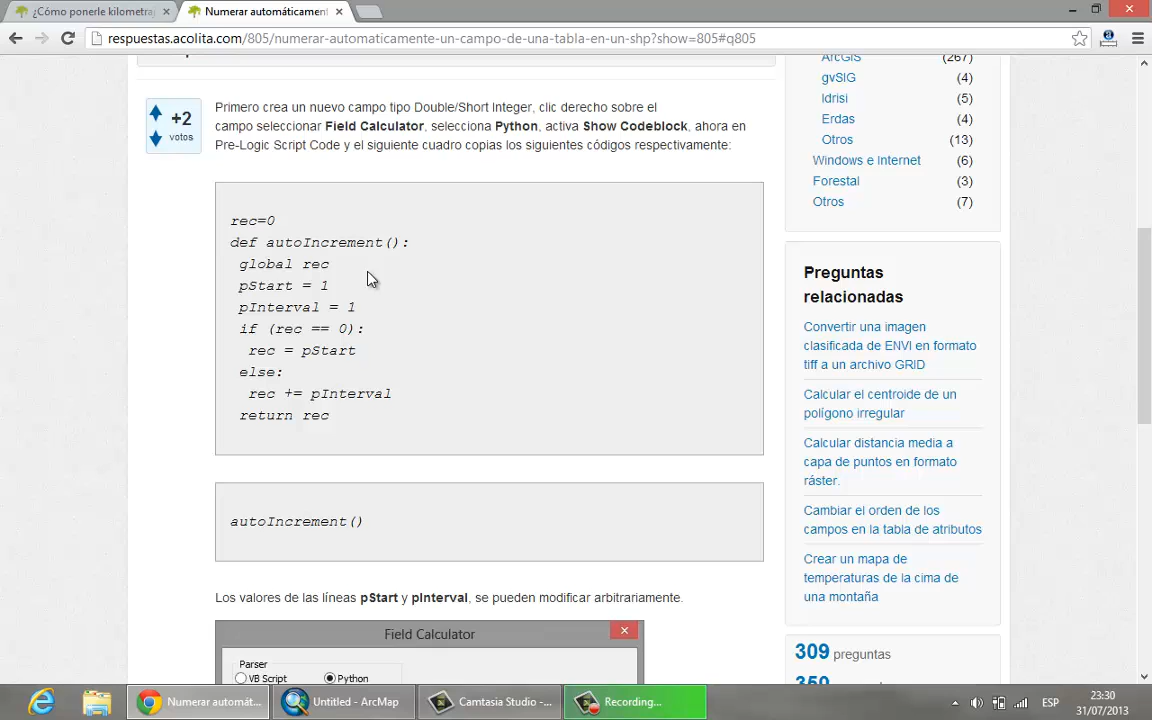 ¿Cómo ponerle kilometraj
Numerar automáticament
respuestas.acolita.com/805/numerar-automaticamente-un-campo-de-una-tabla-en-un-shp?show=805#q805
ArcGIS (267)
gvSIG (4)
Idrisi (5)
Erdas (4)
Otros (13)
Windows e Internet (6)
Forestal (3)
Otros (7)
+2
votos
Primero crea un nuevo campo tipo Double/Short Integer, clic derecho sobre el
campo seleccionar Field Calculator, selecciona Python, activa Show Codeblock, ahora en
Pre-Logic Script Code y el siguiente cuadro copias los siguientes códigos respectivamente:
rec=0
def autoIncrement():
global rec
pStart = 1
pInterval = 1
if (rec == 0):
rec = pStart
else:
rec += pInterval
return rec
autoIncrement()
Los valores de las líneas pStart y pInterval, se pueden modificar arbitrariamente.
Field Calculator
Parser
VB Script
Python
Preguntas
relacionadas
Convertir una imagen
clasificada de ENVI en formato
tiff a un archivo GRID
Calcular el centroide de un
polígono irregular
Calcular distancia media a
capa de puntos en formato
ráster.
Cambiar el orden de los
campos en la tabla de atributos
Crear un mapa de
temperaturas de la cima de
una montaña
309 preguntas
Numerar automát...
Untitled - ArcMap
Camtasia Studio -...
Recording...
ESP
23:30
31/07/2013